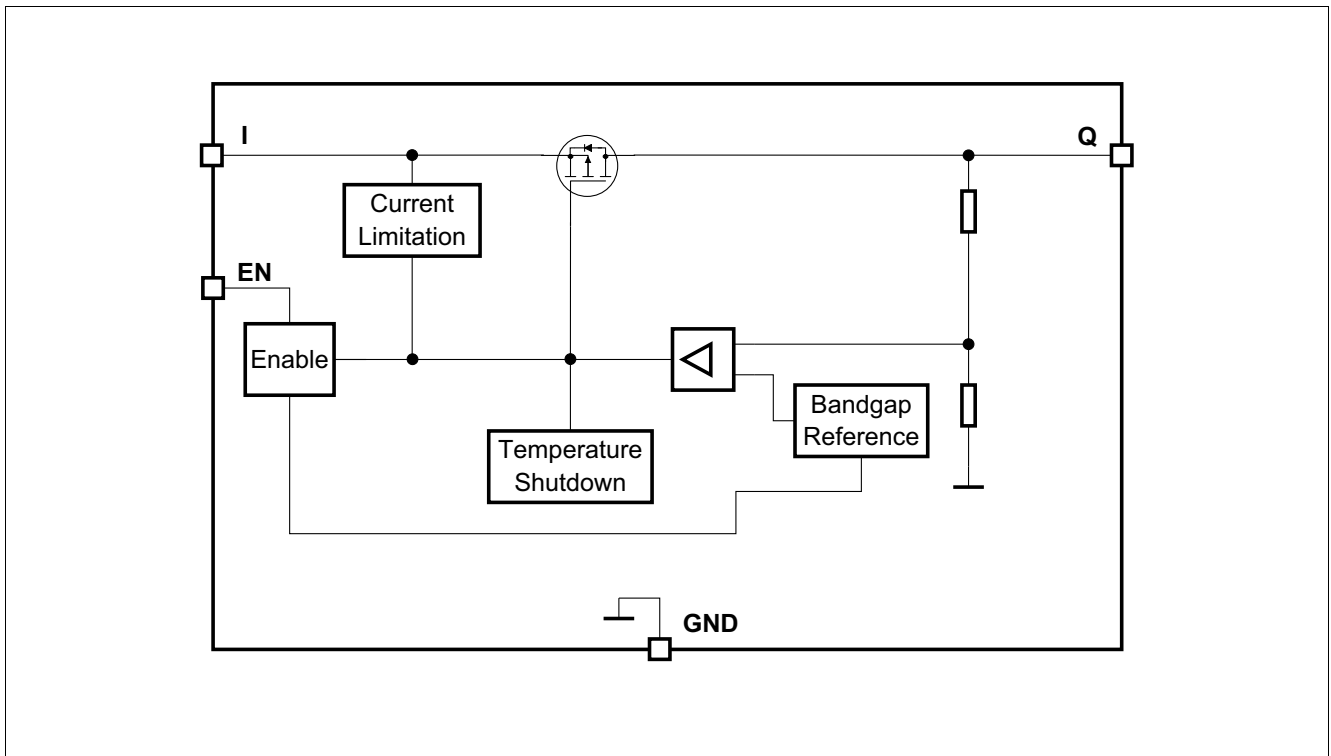 I
Q
Current
Limitation
EN
Enable
Bandgap
Reference
Temperature
Shutdown
GND